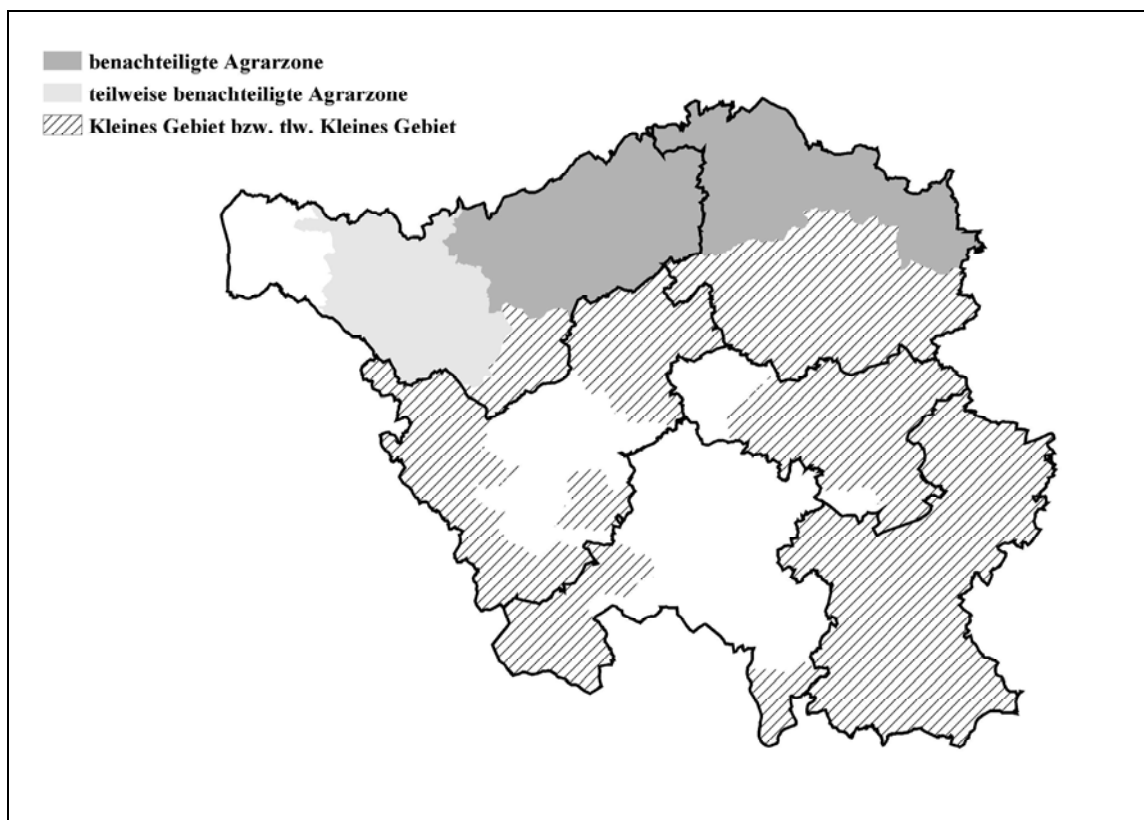 benachteiligte Agrarzone
teilweise benachteiligte Agrarzone
Kleines Gebiet bzw. tlw. Kleines Gebiet